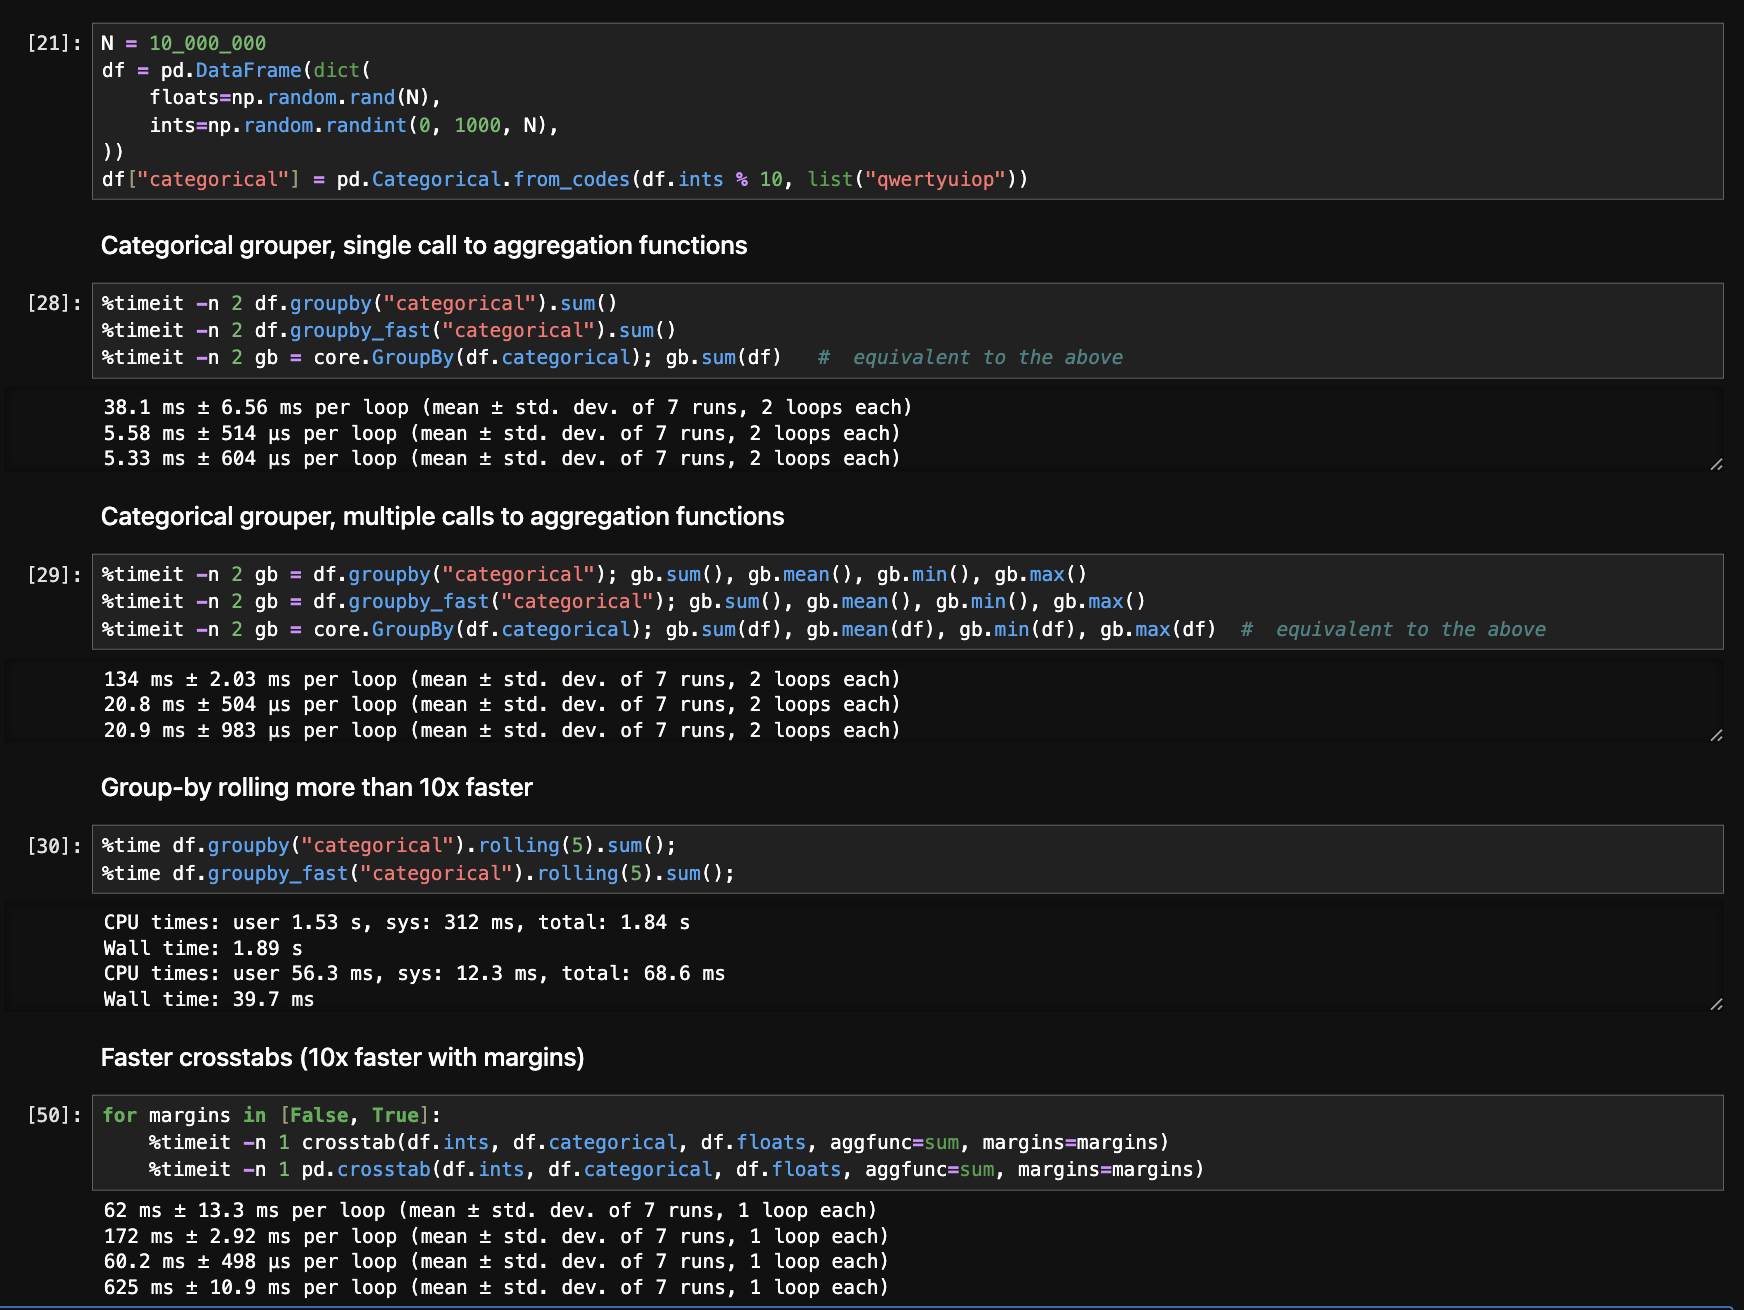 [21]: N = 10_000_000
df = pd.DataFrame(dict(
    floats=np.random.rand(N),
    ints=np.random.randint(0, 1000, N),
))
df["categorical"] = pd.Categorical.from_codes(df.ints % 10, list("qwertyuiop"))
Categorical grouper, single call to aggregation functions
[28]: %timeit -n 2 df.groupby("categorical").sum()
%timeit -n 2 df.groupby_fast("categorical").sum()
%timeit -n 2 gb = core.GroupBy(df.categorical); gb.sum(df)   #  equivalent to the above
38.1 ms ± 6.56 ms per loop (mean ± std. dev. of 7 runs, 2 loops each)
5.58 ms ± 514 µs per loop (mean ± std. dev. of 7 runs, 2 loops each)
5.33 ms ± 604 µs per loop (mean ± std. dev. of 7 runs, 2 loops each)
Categorical grouper, multiple calls to aggregation functions
[29]: %timeit -n 2 gb = df.groupby("categorical"); gb.sum(), gb.mean(), gb.min(), gb.max()
%timeit -n 2 gb = df.groupby_fast("categorical"); gb.sum(), gb.mean(), gb.min(), gb.max()
%timeit -n 2 gb = core.GroupBy(df.categorical); gb.sum(df), gb.mean(df), gb.min(df), gb.max(df)  #  equivalent to the above
134 ms ± 2.03 ms per loop (mean ± std. dev. of 7 runs, 2 loops each)
20.8 ms ± 504 µs per loop (mean ± std. dev. of 7 runs, 2 loops each)
20.9 ms ± 983 µs per loop (mean ± std. dev. of 7 runs, 2 loops each)
Group-by rolling more than 10x faster
[30]: %time df.groupby("categorical").rolling(5).sum();
%time df.groupby_fast("categorical").rolling(5).sum();
CPU times: user 1.53 s, sys: 312 ms, total: 1.84 s
Wall time: 1.89 s
CPU times: user 56.3 ms, sys: 12.3 ms, total: 68.6 ms
Wall time: 39.7 ms
Faster crosstabs (10x faster with margins)
[50]: for margins in [False, True]:
    %timeit -n 1 crosstab(df.ints, df.categorical, df.floats, aggfunc=sum, margins=margins)
    %timeit -n 1 pd.crosstab(df.ints, df.categorical, df.floats, aggfunc=sum, margins=margins)
62 ms ± 13.3 ms per loop (mean ± std. dev. of 7 runs, 1 loop each)
172 ms ± 2.92 ms per loop (mean ± std. dev. of 7 runs, 1 loop each)
60.2 ms ± 498 µs per loop (mean ± std. dev. of 7 runs, 1 loop each)
625 ms ± 10.9 ms per loop (mean ± std. dev. of 7 runs, 1 loop each)